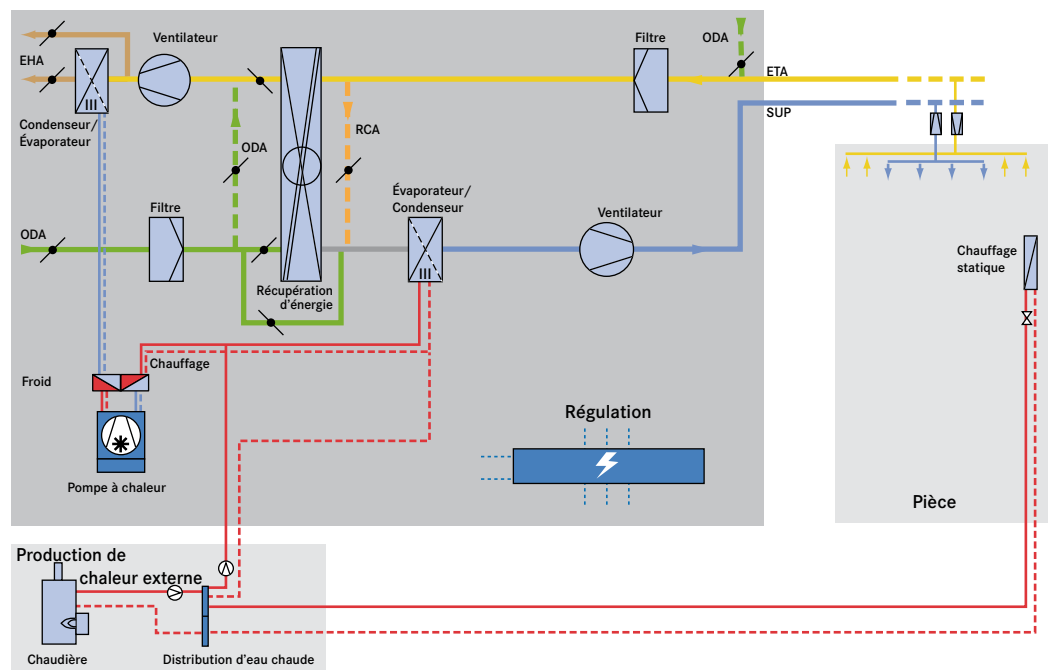 Ventilateur
Filtre
ODA
EHA
ETA
SUP
Condenseur/
Évaporateur
RCA
ODA
Évaporateur/
Condenseur
Filtre
Ventilateur
ODA
Chauffage
statique
Récupération
d'énergie
Chauffage
Froid
Régulation
Pompe à chaleur
Pièce
Production de
chaleur externe
Chaudière
Distribution d'eau chaude